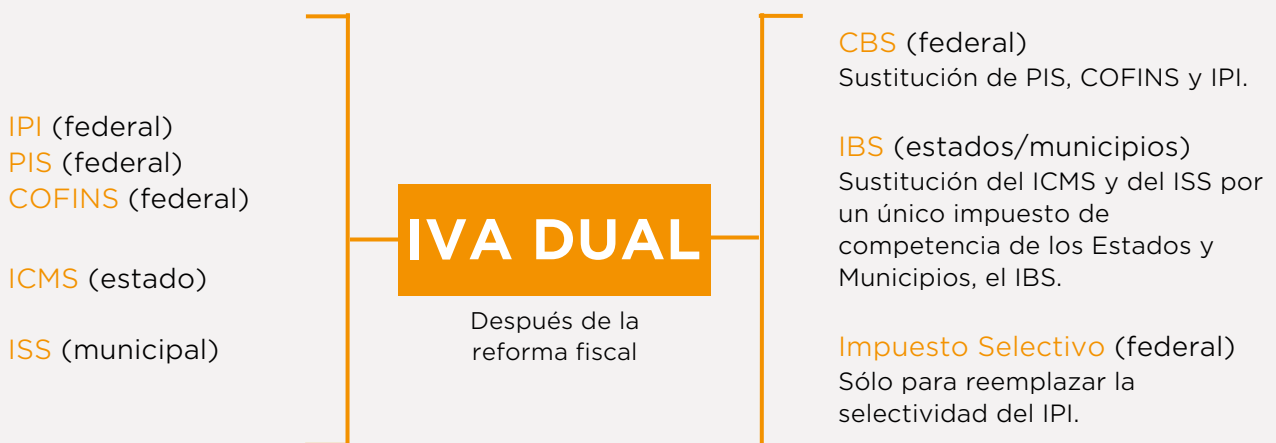 IPI (federal)
PIS (federal)
COFINS (federal)
ICMS (estado)
ISS (municipal)
IVA DUAL
Después de la
reforma fiscal
CBS (federal)
Sustitución de PIS, COFINS y IPI.
IBS (estados/municipios)
Sustitución del ICMS y del ISS por
un único impuesto de
competencia de los Estados y
Municipios, el IBS.
Impuesto Selectivo (federal)
Sólo para reemplazar la
selectividad del IPI.